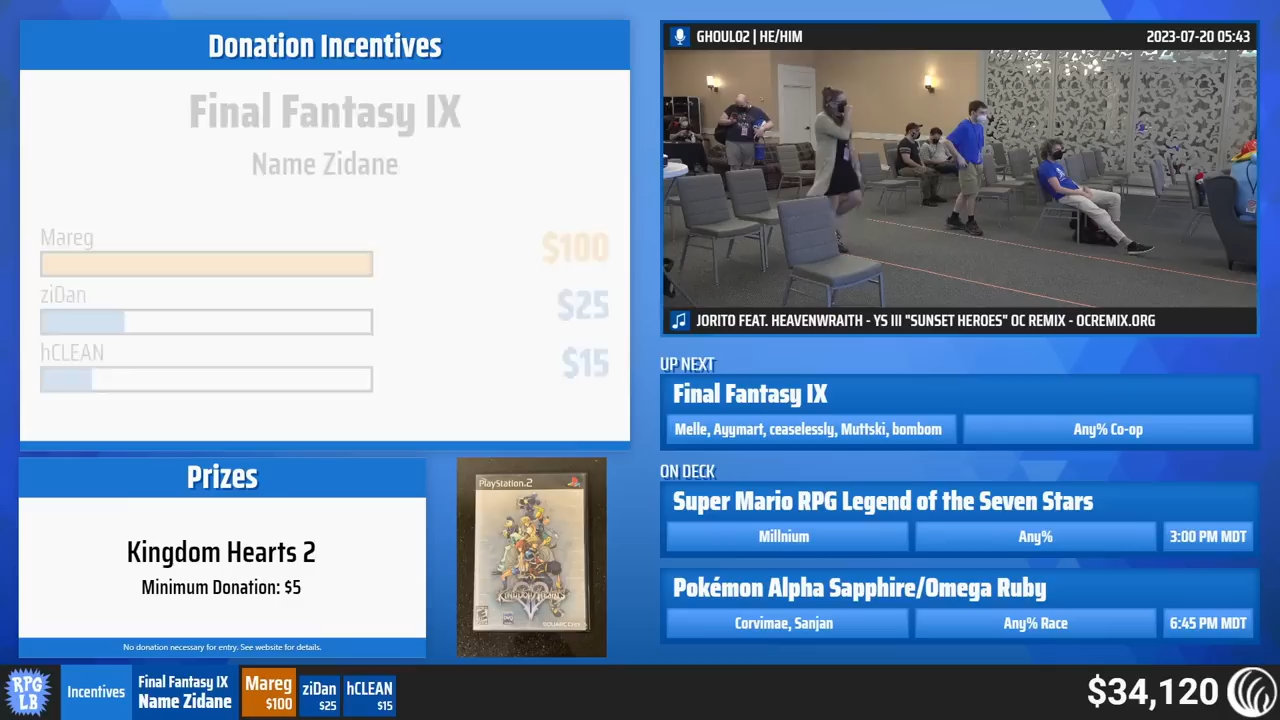 Donation Incentives
Final Fantasy IX
Name Zidane
Mareg
$100
ziDan
$25
hCLEAN
$15
Prizes
Kingdom Hearts 2
Minimum Donation: $5
No donation necessary for entry. See website for details.
PlayStation.2
KINGDOM HEARTS
SQUARE ENIX
GHOUL02 | HE/HIM
2023-07-20 05:43
JORITO FEAT. HEAVENWRAITH - YS III "SUNSET HEROES" OC REMIX - OCREMIX.ORG
UP NEXT
Final Fantasy IX
Melle, Ayymart, ceaselessly, Muttski, bombom
Any% Co-op
ON DECK
Super Mario RPG Legend of the Seven Stars
Millnium
Any%
3:00 PM MDT
Pokémon Alpha Sapphire/Omega Ruby
Corvimae, Sanjan
Any% Race
6:45 PM MDT
RPG
LB
Incentives
Final Fantasy IX
Name Zidane
Mareg
$100
ziDan
$25
hCLEAN
$15
$34,120